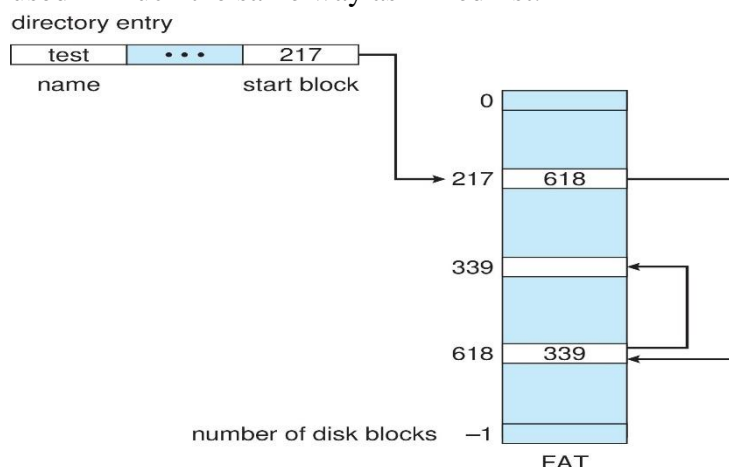 directory entry
test ••• 217
name start block
0
217 618
339
618 339
number of disk blocks –1
FAT